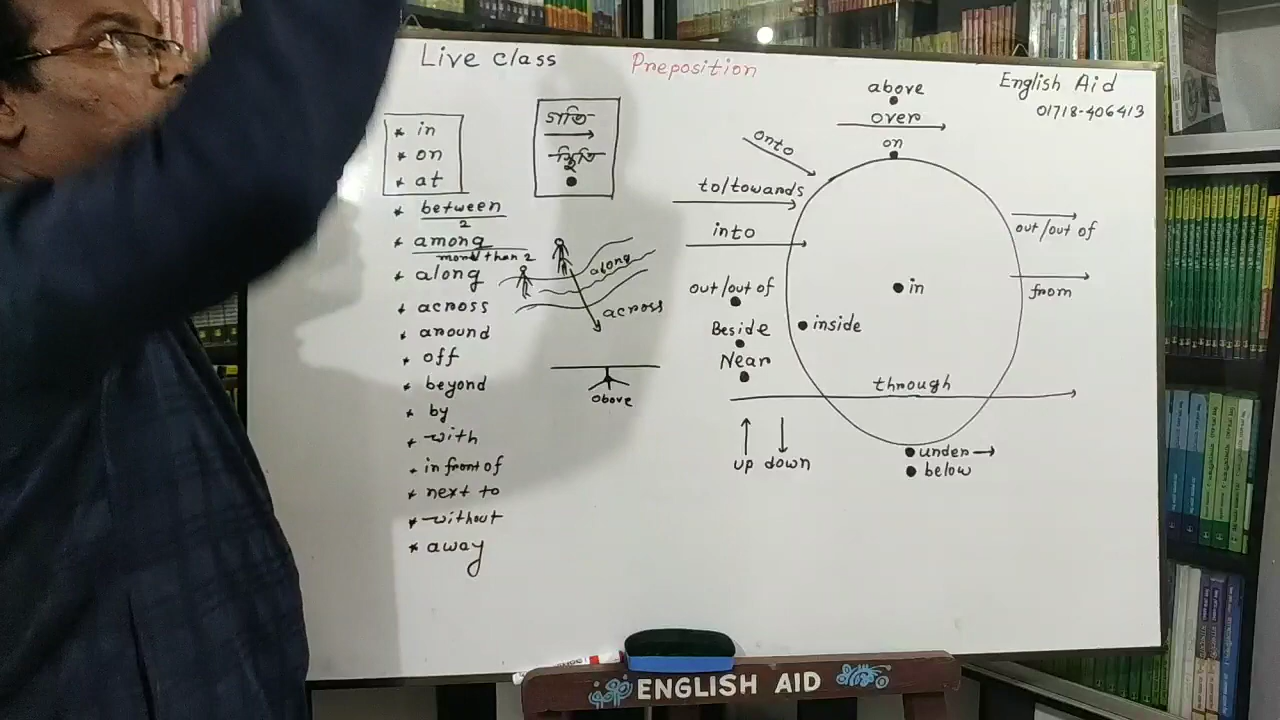 Live class
Preposition
English Aid
01718-406413
* in
* on
* at
* between
2
* among
more than 2
* along
* across
* around
* off
* beyond
* by
* with
* in front of
* next to
* without
* away
গতি
স্থিতি
along
across
above
above
over
on
onto
to/towards
into
out/out of
Beside
Near
in
inside
through
up down
under
below
out/out of
from
ENGLISH AID